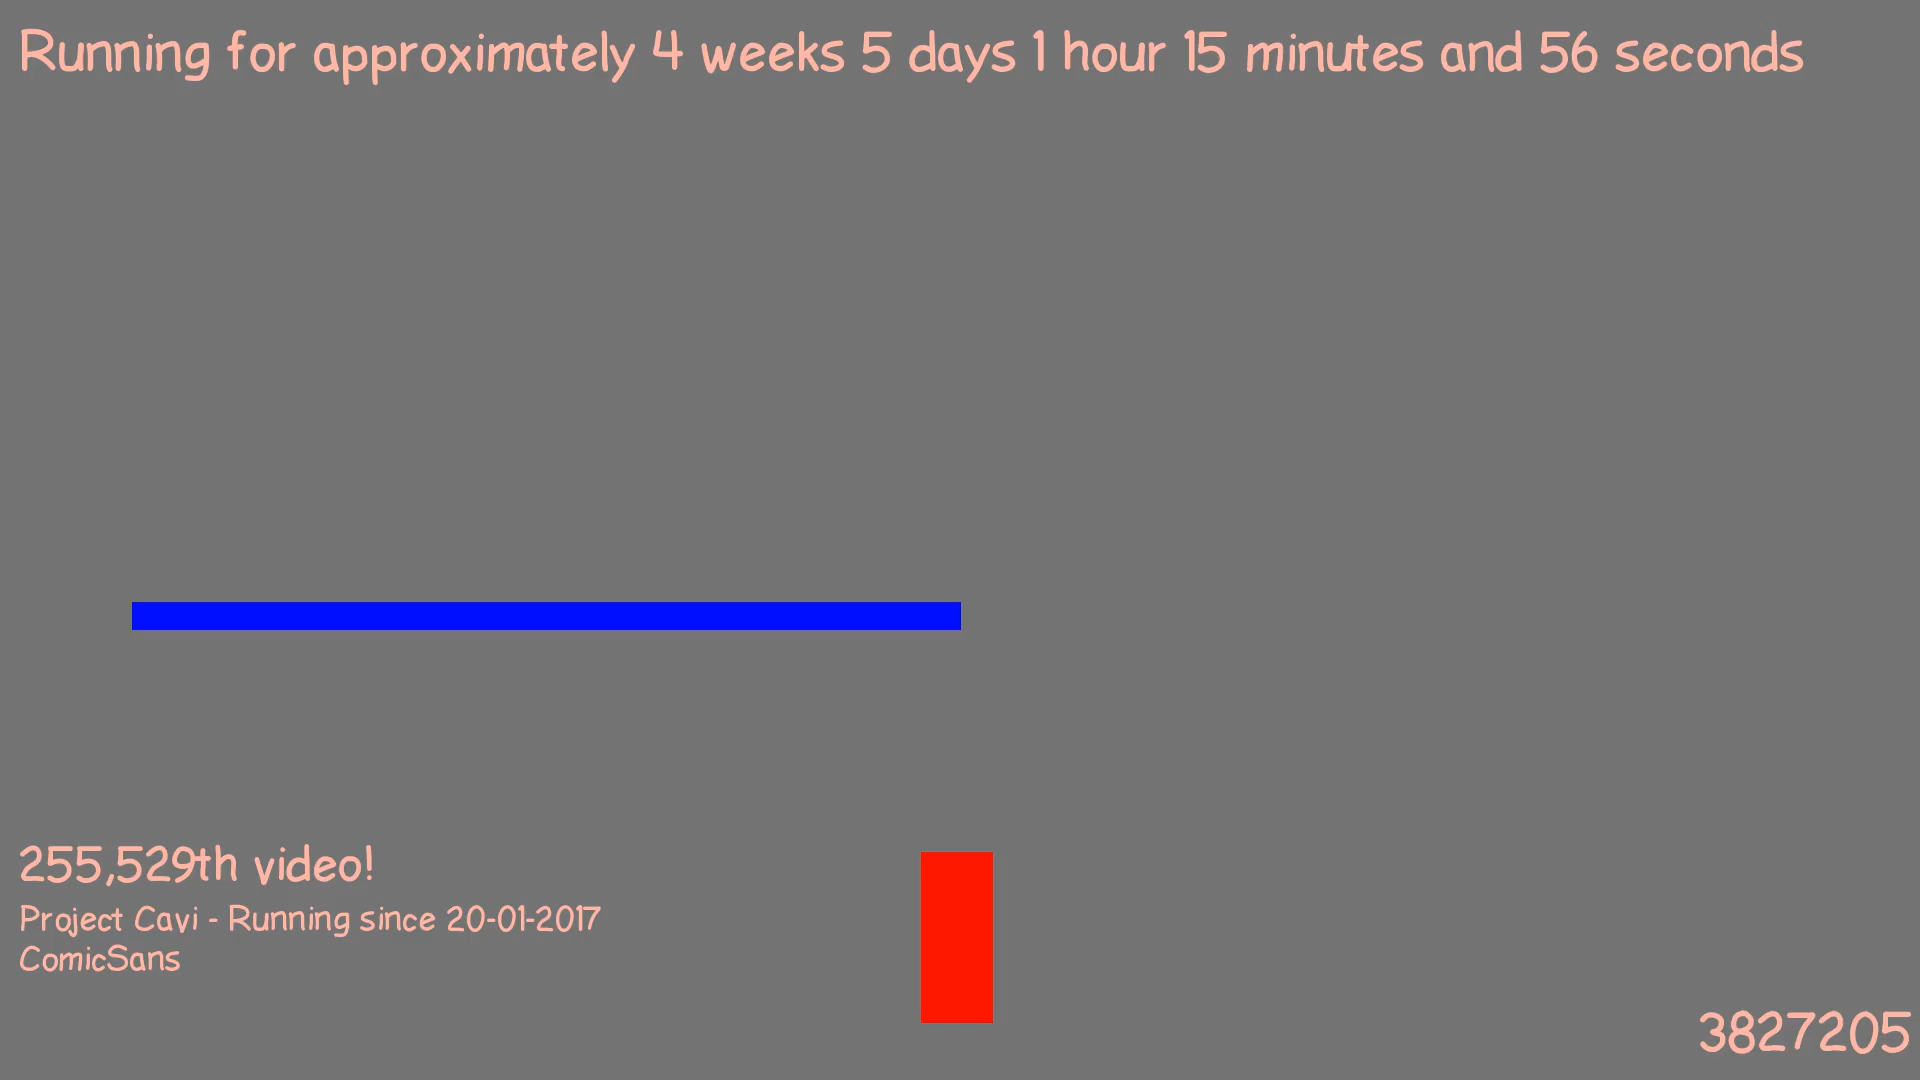 Running for approximately 4 weeks 5 days 1 hour 15 minutes and 56 seconds
255,529th video!
Project Cavi - Running since 20-01-2017
ComicSans
3827205